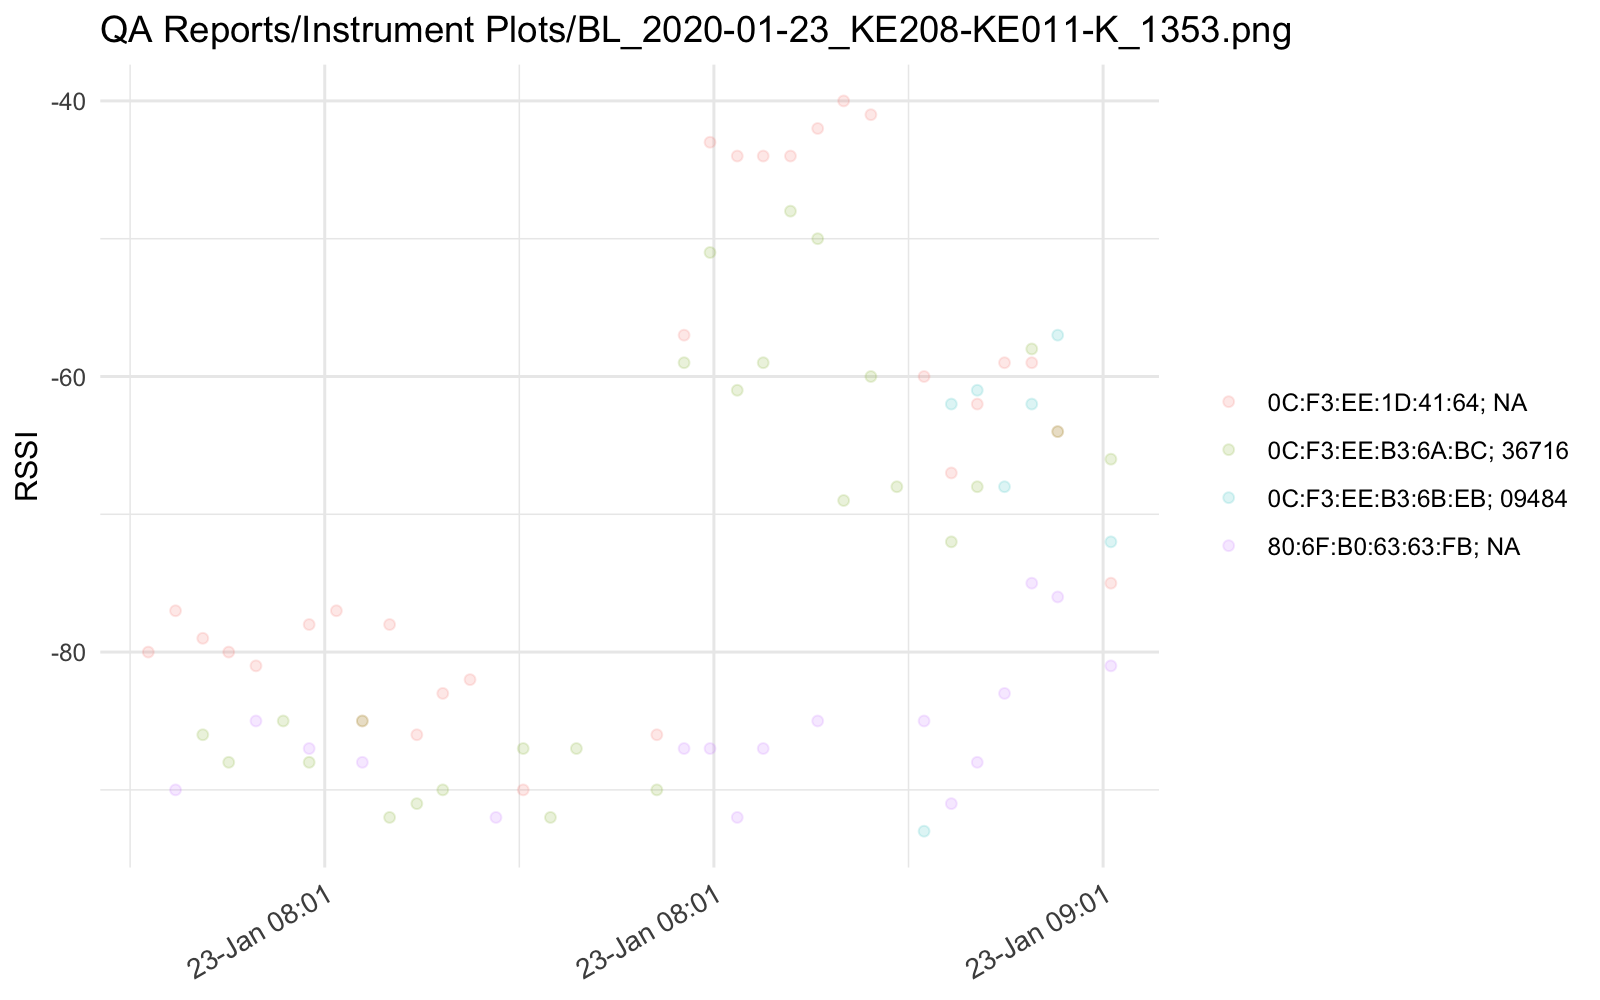 QA Reports/Instrument Plots/BL_2020-01-23_KE208-KE011-K_1353.png
RSSI
-40
-60
-80
23-Jan 08:01
23-Jan 08:01
23-Jan 09:01
0C:F3:EE:1D:41:64; NA
0C:F3:EE:B3:6A:BC; 36716
0C:F3:EE:B3:6B:EB; 09484
80:6F:B0:63:63:FB; NA